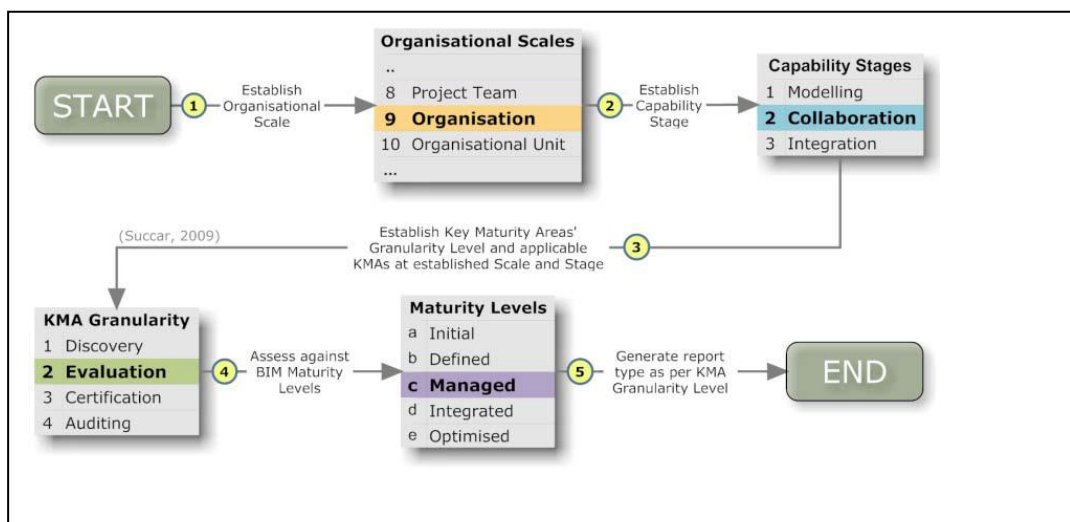 START
1
Establish
Organisational
Scale
Organisational Scales
..
8 Project Team
9 Organisation
10 Organisational Unit
...
2
Establish
Capability
Stage
Capability Stages
1 Modelling
2 Collaboration
3 Integration
(Succar, 2009)
Establish Key Maturity Areas'
Granularity Level and applicable
KMAs at established Scale and Stage
3
KMA Granularity
1 Discovery
2 Evaluation
3 Certification
4 Auditing
4
Assess against
BIM Maturity
Levels
Maturity Levels
a Initial
b Defined
c Managed
d Integrated
e Optimised
5
Generate report
type as per KMA
Granularity Level
END